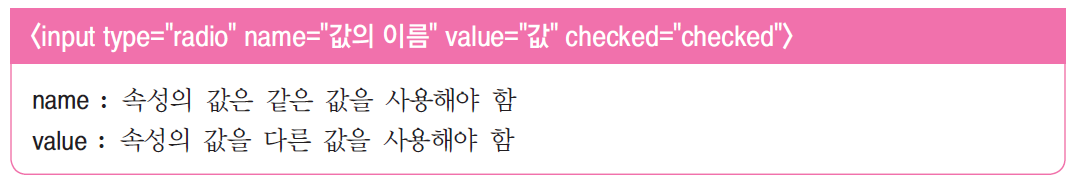 〈input type="radio" name="값의 이름" value="값" checked="checked"〉
name : 속성의 값은 같은 값을 사용해야 함
value : 속성의 값을 다른 값을 사용해야 함